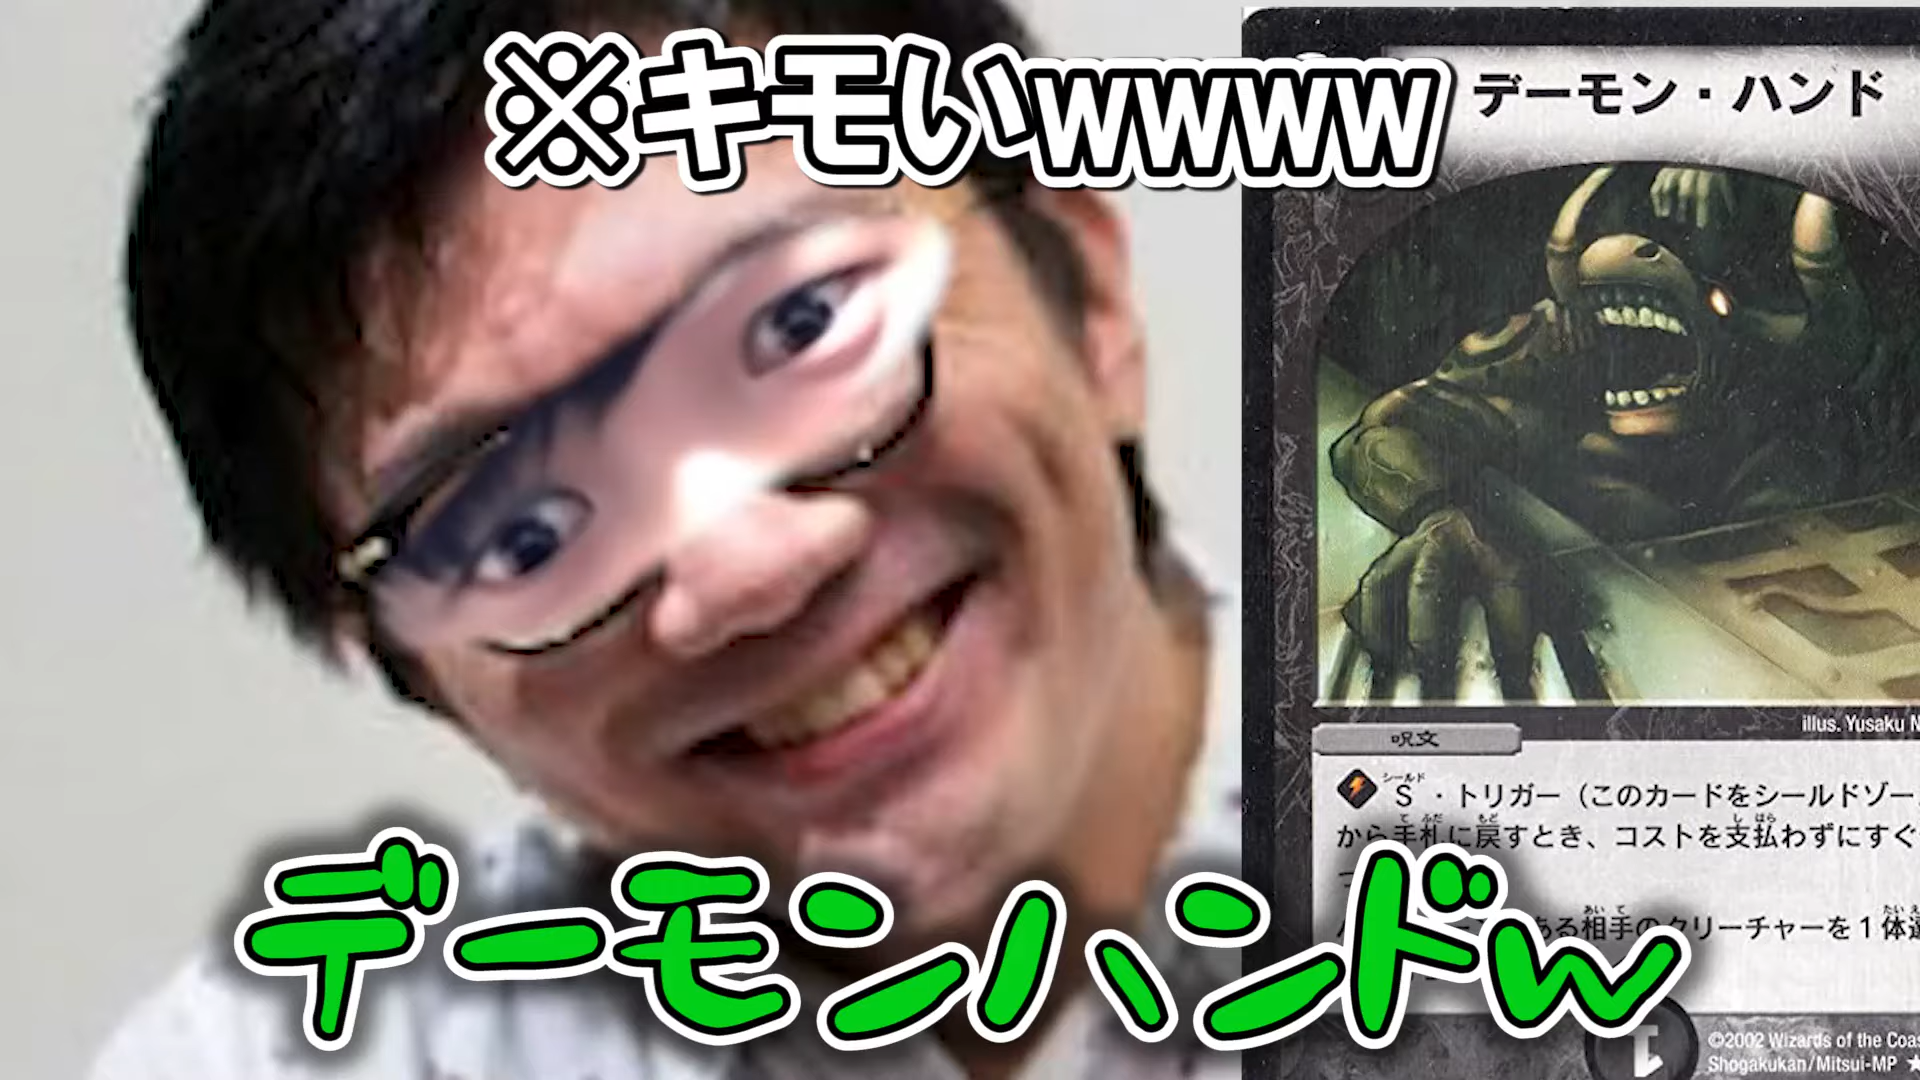 ※キモいwwww
デーモン・ハンド
illus. Yusaku N
呪文
S・トリガー（このカードをシールドゾー
から手札に戻すとき、コストを支払わずにすぐ
ある相手のクリーチャーを1体
デーモンハンドw
©2002 Wizards of the Coas
Shogakukan/Mitsui-MP